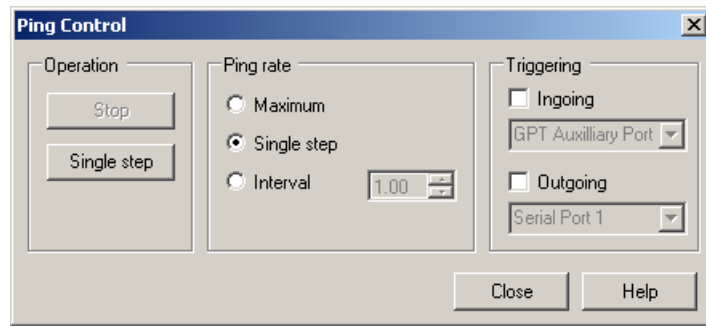 Ping Control
Operation
Stop
Single step
Ping rate
Maximum
Single step
Interval
1.00
Triggering
Ingoing
GPT Auxilliary Port
Outgoing
Serial Port 1
Close
Help